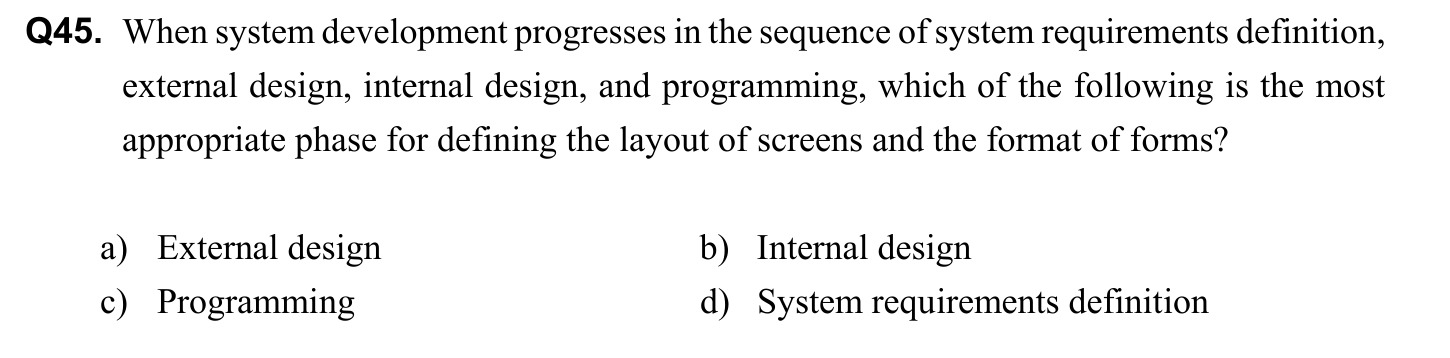 Q45. When system development progresses in the sequence of system requirements definition,
external design, internal design, and programming, which of the following is the most
appropriate phase for defining the layout of screens and the format of forms?
a) External design b) Internal design
c) Programming d) System requirements definition